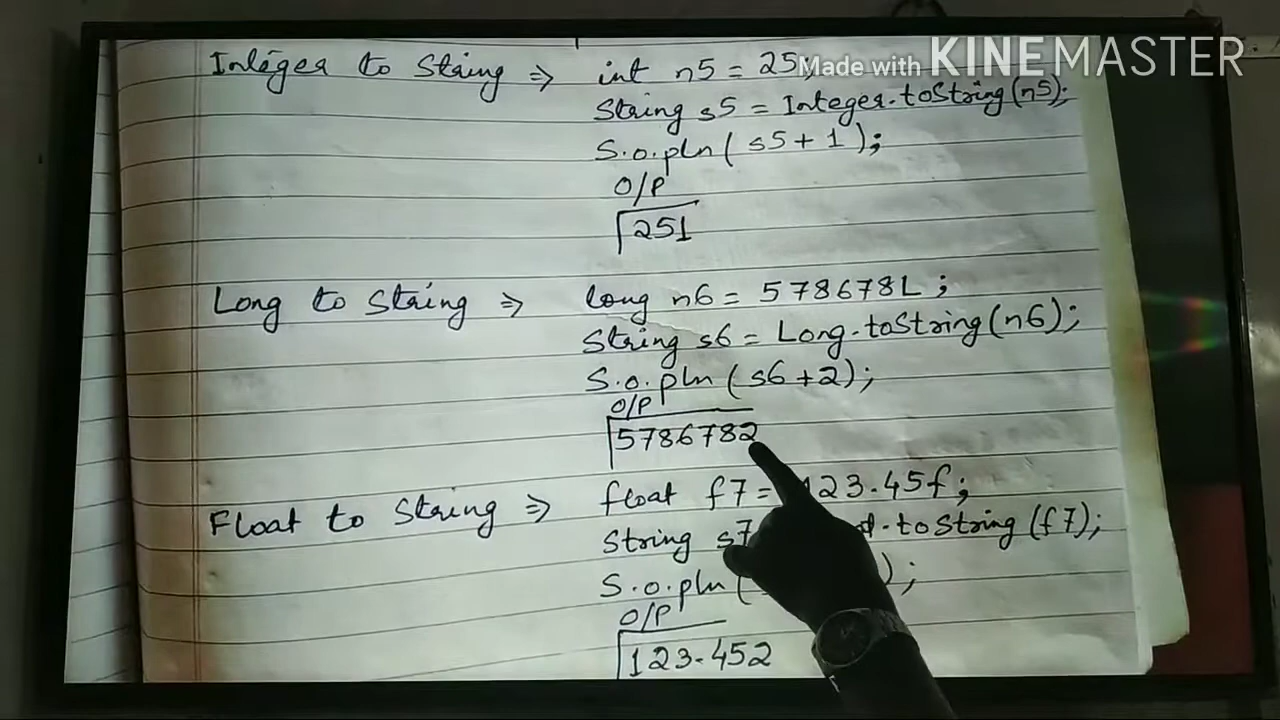 Made with KINEMASTER
Integer to String ⇒ int n5 = 25;
String s5 = Integer.toString(n5);
S.o.pln( s5 + 1 );
O/P
251
Long to String ⇒ long n6 = 578678L ;
String s6 = Long.toString(n6);
S.o.pln ( s6 +2);
O/P
5786782
Float to String ⇒ float f7= 123.45f ;
String s7 .toString (f7);
S.o.pln ( );
O/P
123.452